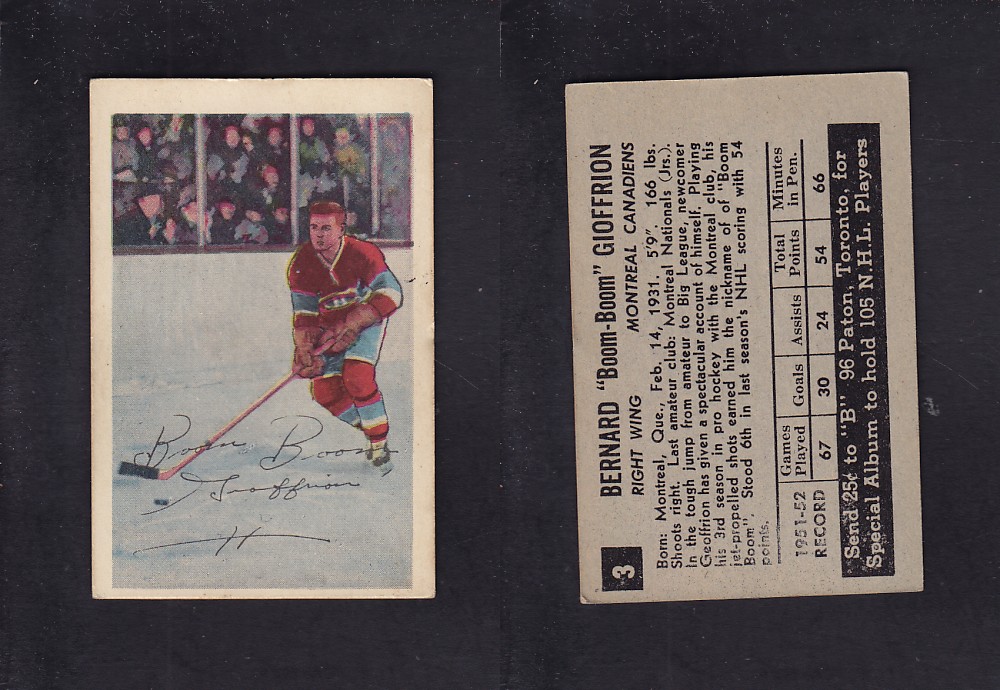 Boom Boom
Geoffrion
3
BERNARD "Boom-Boom" GIOFFRION
RIGHT WING MONTREAL CANADIENS
Born: Montreal, Que., Feb. 14, 1931. 5'9", 166 lbs.
Shoots right. Last amateur club: Montreal Nationals (Jrs.).
In the tough jump from amateur to Big League, newcomer
Geoffrion has given a spectacular account of himself. Playing
his 3rd season in pro hockey with the Montreal club, his
jet-propelled shots earned him the nickname of of "Boom
Boom". Stood 6th in last season's NHL scoring with 54
points.
1951-52 Games Played Goals Assists Total Points Minutes in Pen.
RECORD 67 30 24 54 66
Send 25¢ to "B" 96 Paton, Toronto, for
Special Album to hold 105 N.H.L. Players